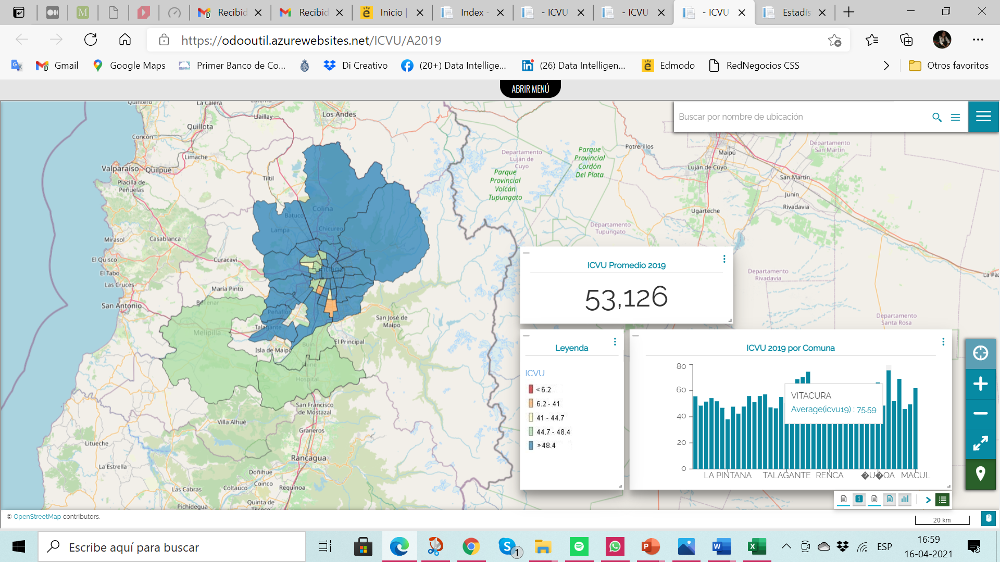 Recibid
Recibid
Inicio |
Index -
- ICVU
- ICVU
- ICVU
Estadís
https://odooutil.azurewebsites.net/ICVU/A2019
Gmail
Google Maps
Primer Banco de Co...
Di Creativo
(20+) Data Intellige...
(26) Data Intelligen...
Edmodo
RedNegocios CSS
Otros favoritos
ABRIR MENÚ
Buscar por nombre de ubicación
Quintero
La Calera
Llaillay
Los Andes
Quillota
Concón
Limache
Valparaíso
Quilpué
Placilla de
Peñuelas
Tiltil
Colina
Batuco
Lampa
Chicureo
Mirasol
Casablanca
El Quisco
Curacaví
El Tabo
Las Cruces
María Pinto
San Antonio
Melipilla
Peñaflor
Talagante
Isla de Maipo
Buin
El Principal
San José de
Maipo
Hospital
San Francisco
de Mostazal
Villa Alhué
Graneros
Litueche
Rancagua
La Estrella
Doñihue
Coinco
Coltauco
Requinoa
Las Cabras
Pichidegua
Quinta de
Tilcoco
Departamento
Luján de
Cuyo
Parque
Provincial
Cordón
Del Plata
Parque
Provincial
Volcán
Tupungato
Potrerillos
Maipú
Luján de Cuyo
Departamento
San Martín
San Martín
Junín
Rivadavia
Ugarteche
Departamento
Tupungato
Departamento
Rivadavia
La Paz
Departamento
Santa Rosa
ICVU Promedio 2019
53,126
Leyenda
ICVU
< 6.2
6.2 - 41
41 - 44.7
44.7 - 48.4
> 48.4
ICVU 2019 por Comuna
80
60
40
20
0
VITACURA
Average(icvu19) : 75.59
LA PINTANA
TALAGANTE
RENCA
�U�OA
MACUL
1
© OpenStreetMap contributors.
20 km
Escribe aquí para buscar
1
ESP
16:59
16-04-2021